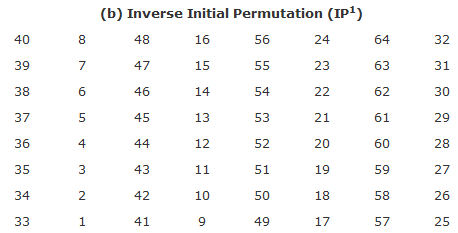 (b) Inverse Initial Permutation (IP¹)
40 8 48 16 56 24 64 32
39 7 47 15 55 23 63 31
38 6 46 14 54 22 62 30
37 5 45 13 53 21 61 29
36 4 44 12 52 20 60 28
35 3 43 11 51 19 59 27
34 2 42 10 50 18 58 26
33 1 41 9 49 17 57 25